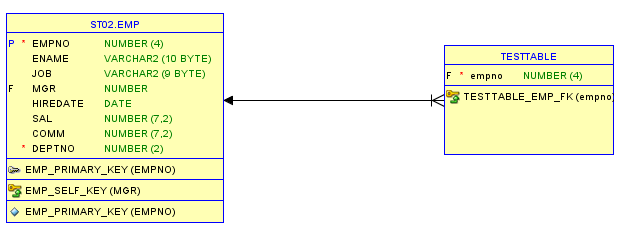 ST02.EMP
P * EMPNO NUMBER (4)
ENAME VARCHAR2 (10 BYTE)
JOB VARCHAR2 (9 BYTE)
F MGR NUMBER
HIREDATE DATE
SAL NUMBER (7,2)
COMM NUMBER (7,2)
* DEPTNO NUMBER (2)
EMP_PRIMARY_KEY (EMPNO)
EMP_SELF_KEY (MGR)
EMP_PRIMARY_KEY (EMPNO)
TESTTABLE
F * empno NUMBER (4)
TESTTABLE_EMP_FK (empno)